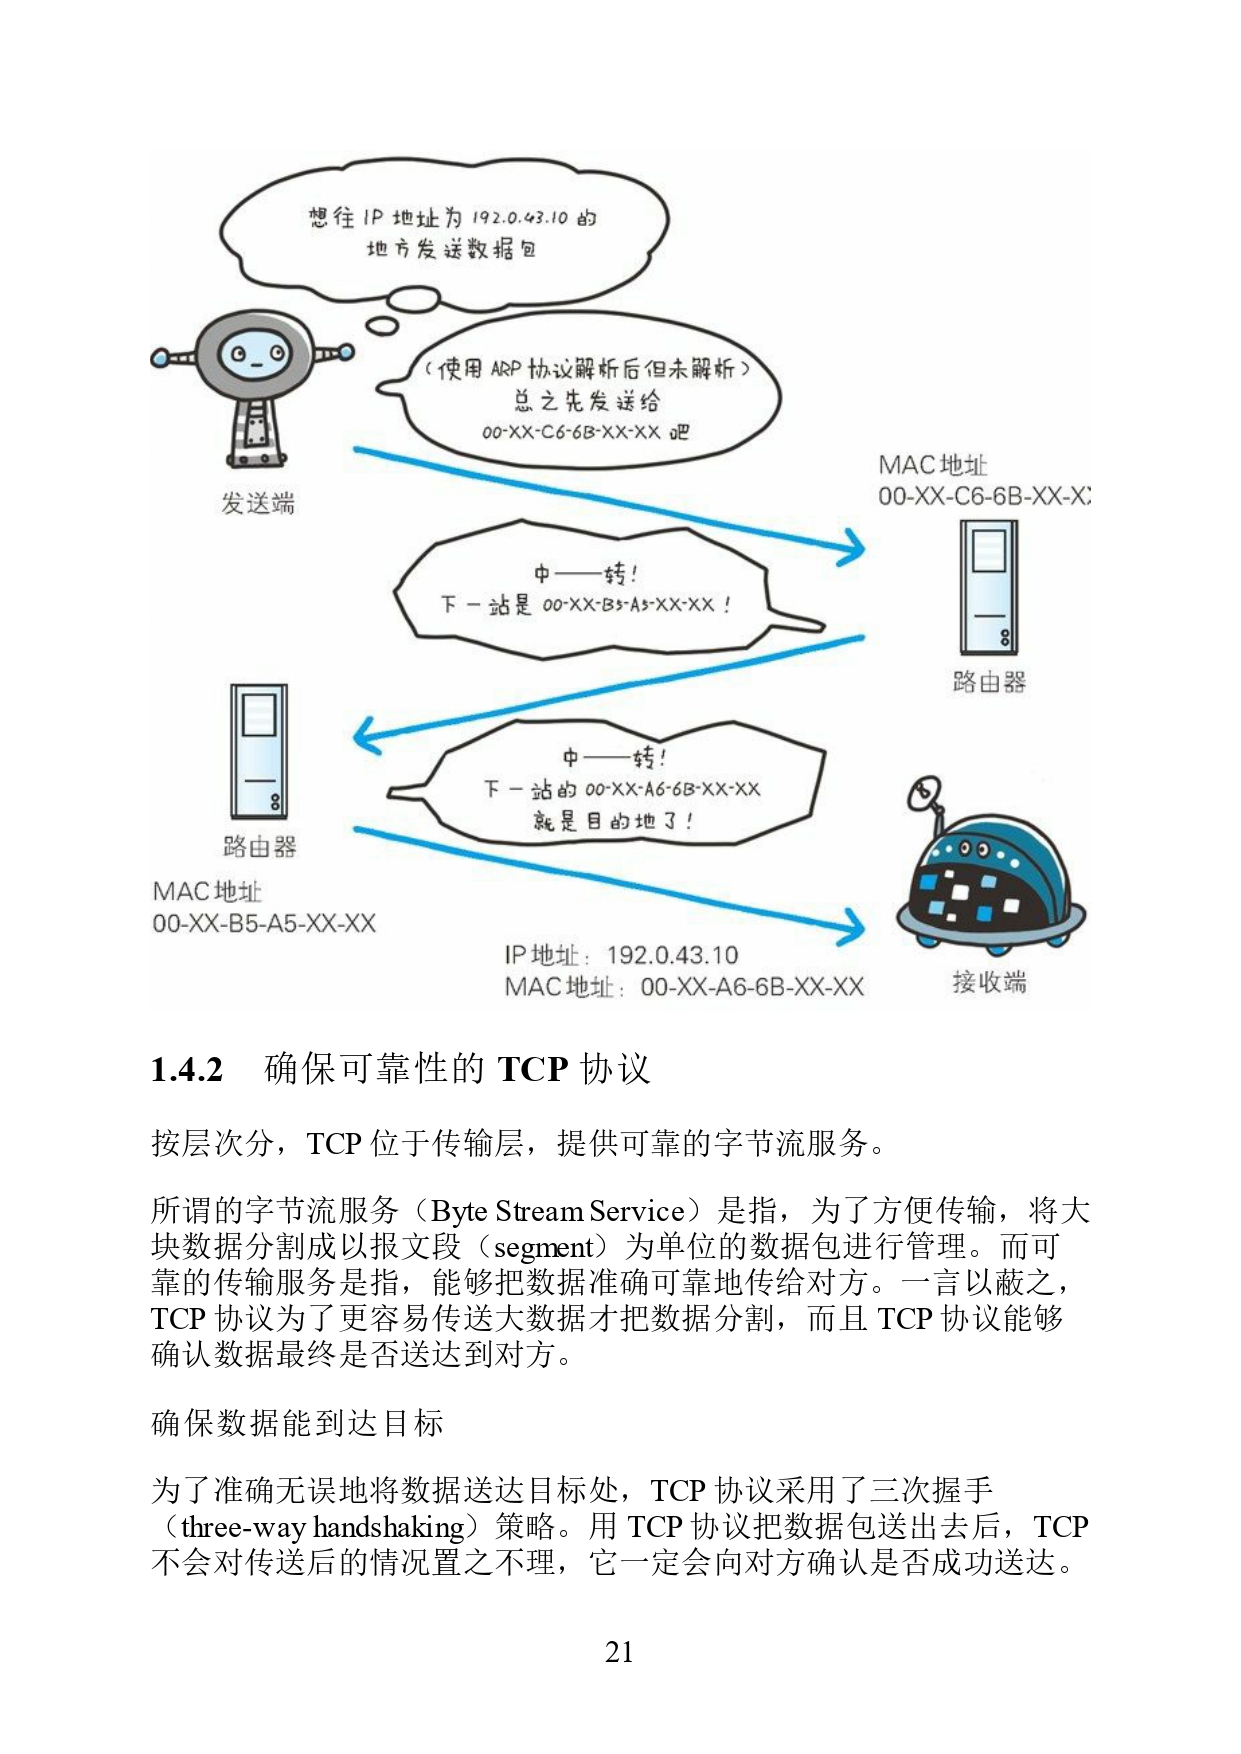 想往 IP 地址为 192.0.43.10 的
地方发送数据包
（使用 ARP 协议解析后但未解析）
总之先发送给
00-XX-C6-6B-XX-XX 吧
发送端
MAC地址
00-XX-C6-6B-XX-X
中——转！
下一站是 00-XX-B5-A5-XX-XX！
路由器
中——转！
下一站的 00-XX-A6-6B-XX-XX
就是目的地了！
路由器
MAC地址
00-XX-B5-A5-XX-XX
IP地址：192.0.43.10
MAC地址：00-XX-A6-6B-XX-XX
接收端
1.4.2 确保可靠性的 TCP 协议
按层次分，TCP 位于传输层，提供可靠的字节流服务。
所谓的字节流服务（Byte Stream Service）是指，为了方便传输，将大
块数据分割成以报文段（segment）为单位的数据包进行管理。而可
靠的传输服务是指，能够把数据准确可靠地传给对方。一言以蔽之，
TCP 协议为了更容易传送大数据才把数据分割，而且 TCP 协议能够
确认数据最终是否送达到对方。
确保数据能到达目标
为了准确无误地将数据送达目标处，TCP 协议采用了三次握手
（three-way handshaking）策略。用 TCP 协议把数据包送出去后，TCP
不会对传送后的情况置之不理，它一定会向对方确认是否成功送达。
21